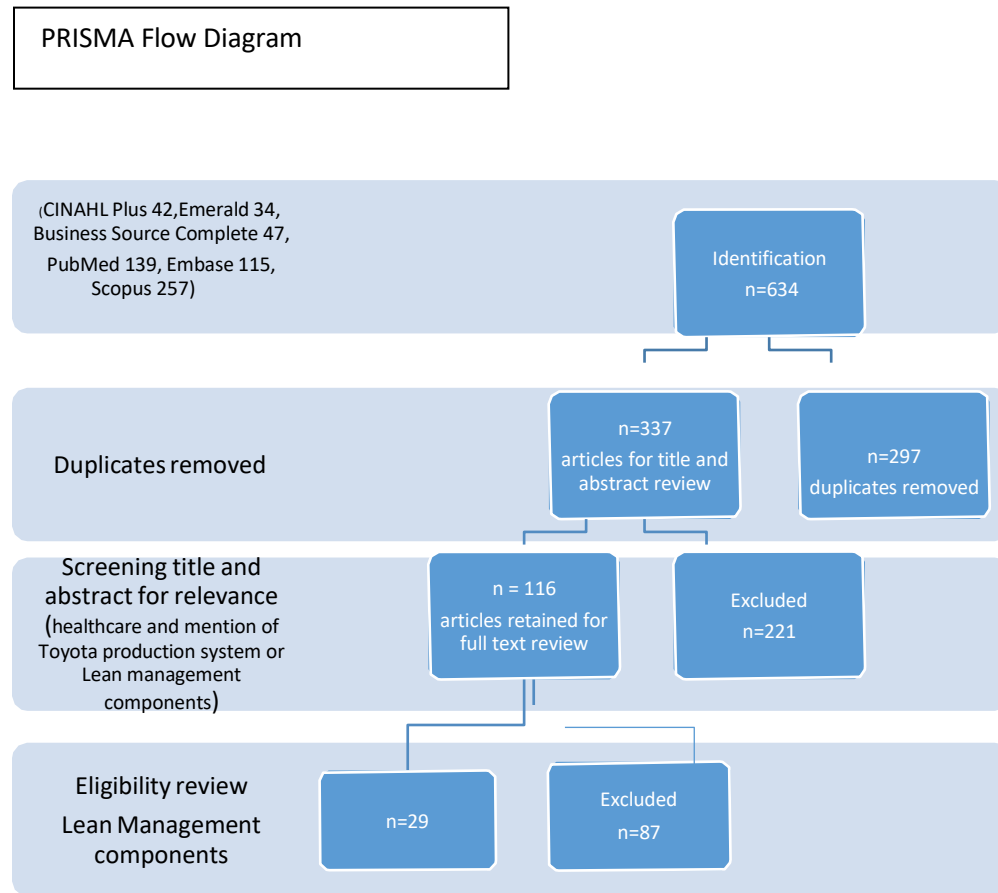 PRISMA Flow Diagram
(CINAHL Plus 42,Emerald 34,
Business Source Complete 47,
PubMed 139, Embase 115,
Scopus 257)
Identification
n=634
Duplicates removed
n=337
articles for title and
abstract review
n=297
duplicates removed
Screening title and
abstract for relevance
(healthcare and mention of
Toyota production system or
Lean management
components)
n = 116
articles retained for
full text review
Excluded
n=221
Eligibility review
Lean Management
components
n=29
Excluded
n=87